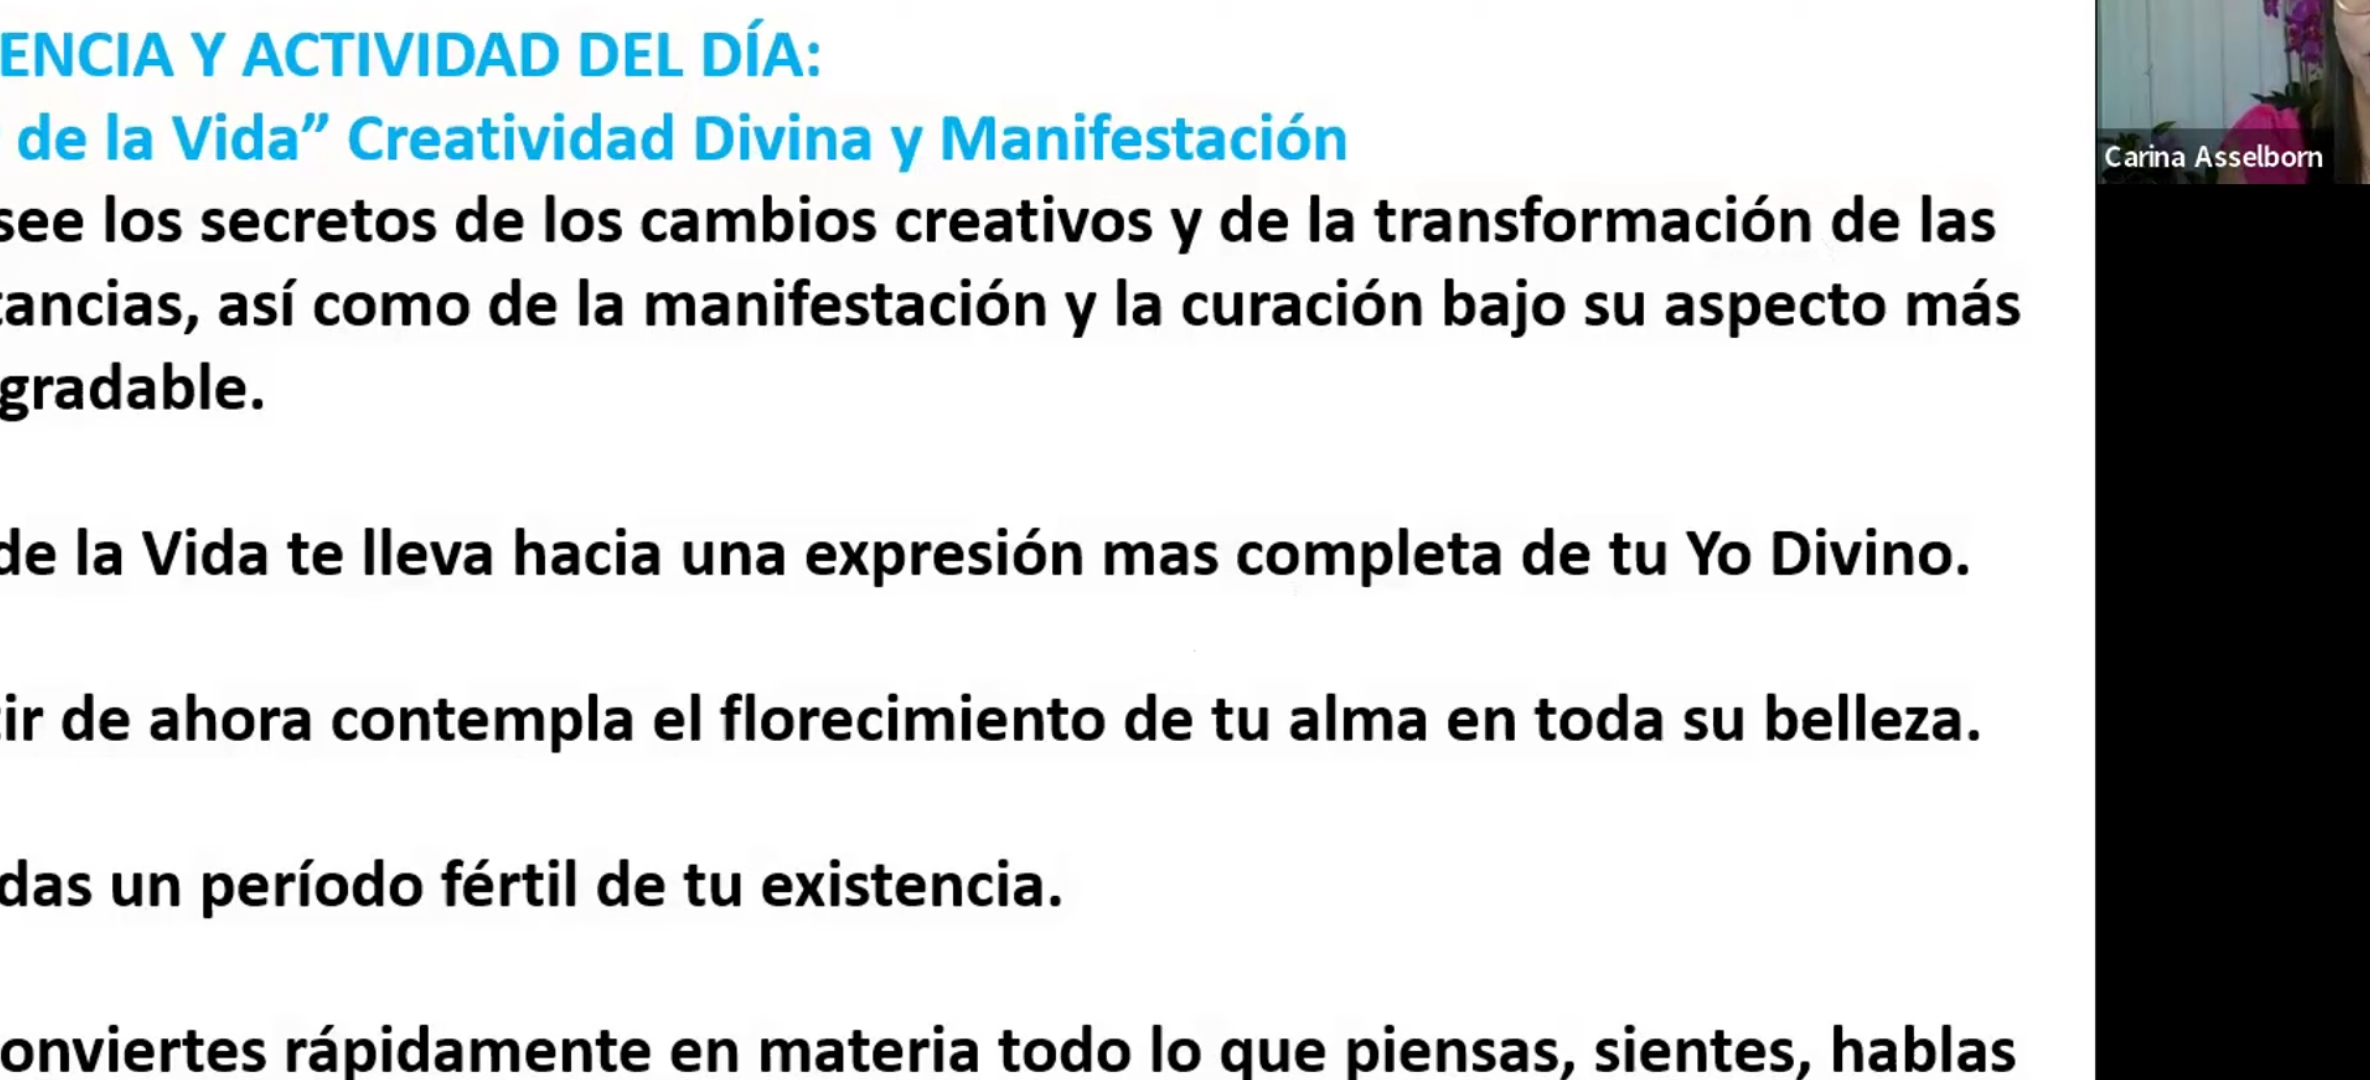 ENCIA Y ACTIVIDAD DEL DÍA:
de la Vida” Creatividad Divina y Manifestación
see los secretos de los cambios creativos y de la transformación de las
tancias, así como de la manifestación y la curación bajo su aspecto más
gradable.
de la Vida te lleva hacia una expresión mas completa de tu Yo Divino.
tir de ahora contempla el florecimiento de tu alma en toda su belleza.
das un período fértil de tu existencia.
onviertes rápidamente en materia todo lo que piensas, sientes, hablas
Carina Asselborn